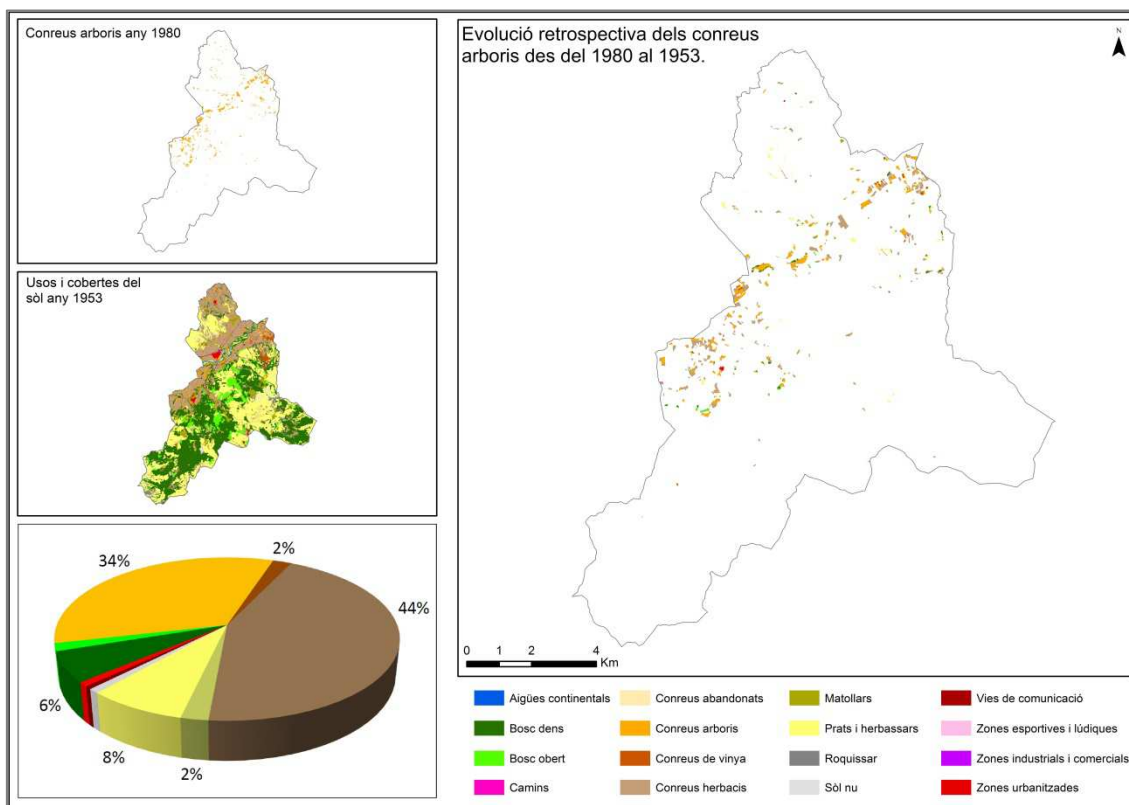 Conreus arboris any 1980
Usos i cobertes del
sòl any 1953
34%
2%
44%
6%
8%
2%
Evolució retrospectiva dels conreus
arboris des del 1980 al 1953.
N
0 2 4
Km
Aigües continentals
Bosc dens
Bosc obert
Camins
Conreus abandonats
Conreus arboris
Conreus de vinya
Conreus herbacis
Matollars
Prats i herbassars
Roquissar
Sòl nu
Vies de comunicació
Zones esportives i lúdiques
Zones industrials i comercials
Zones urbanitzades